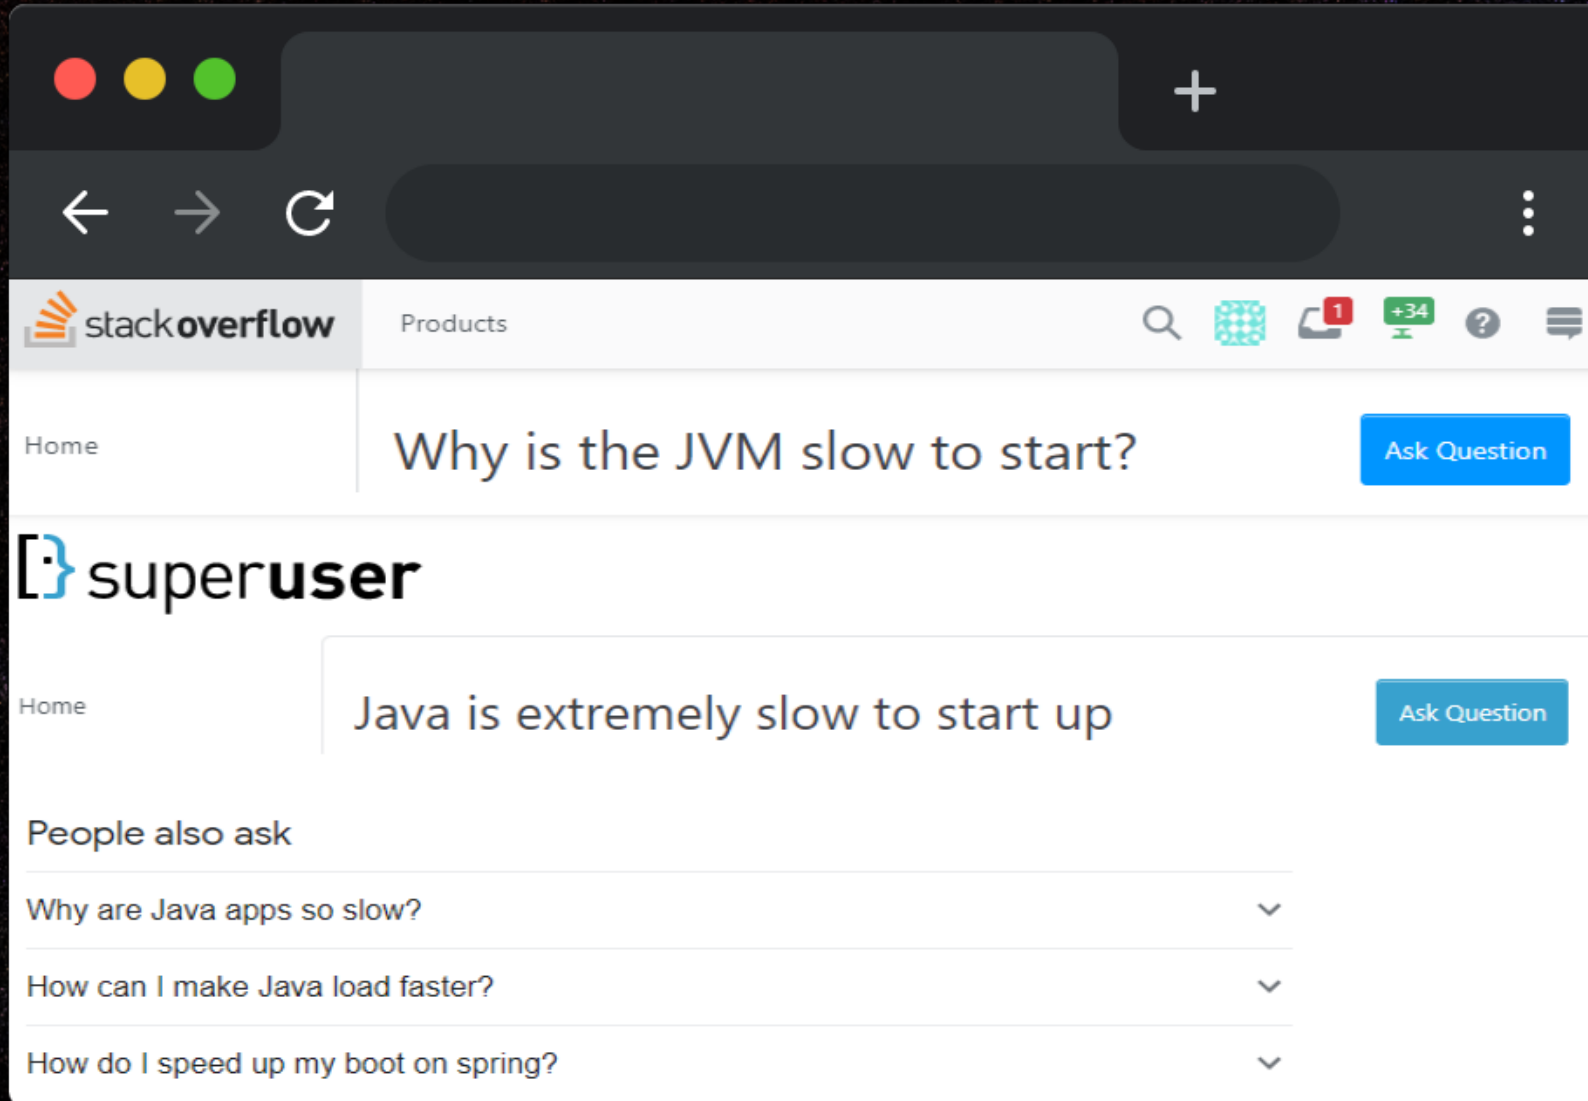 stackoverflow Products 1 +34 ?
Home Why is the JVM slow to start? Ask Question
[:} superuser
Home Java is extremely slow to start up Ask Question
People also ask
Why are Java apps so slow?
How can I make Java load faster?
How do I speed up my boot on spring?